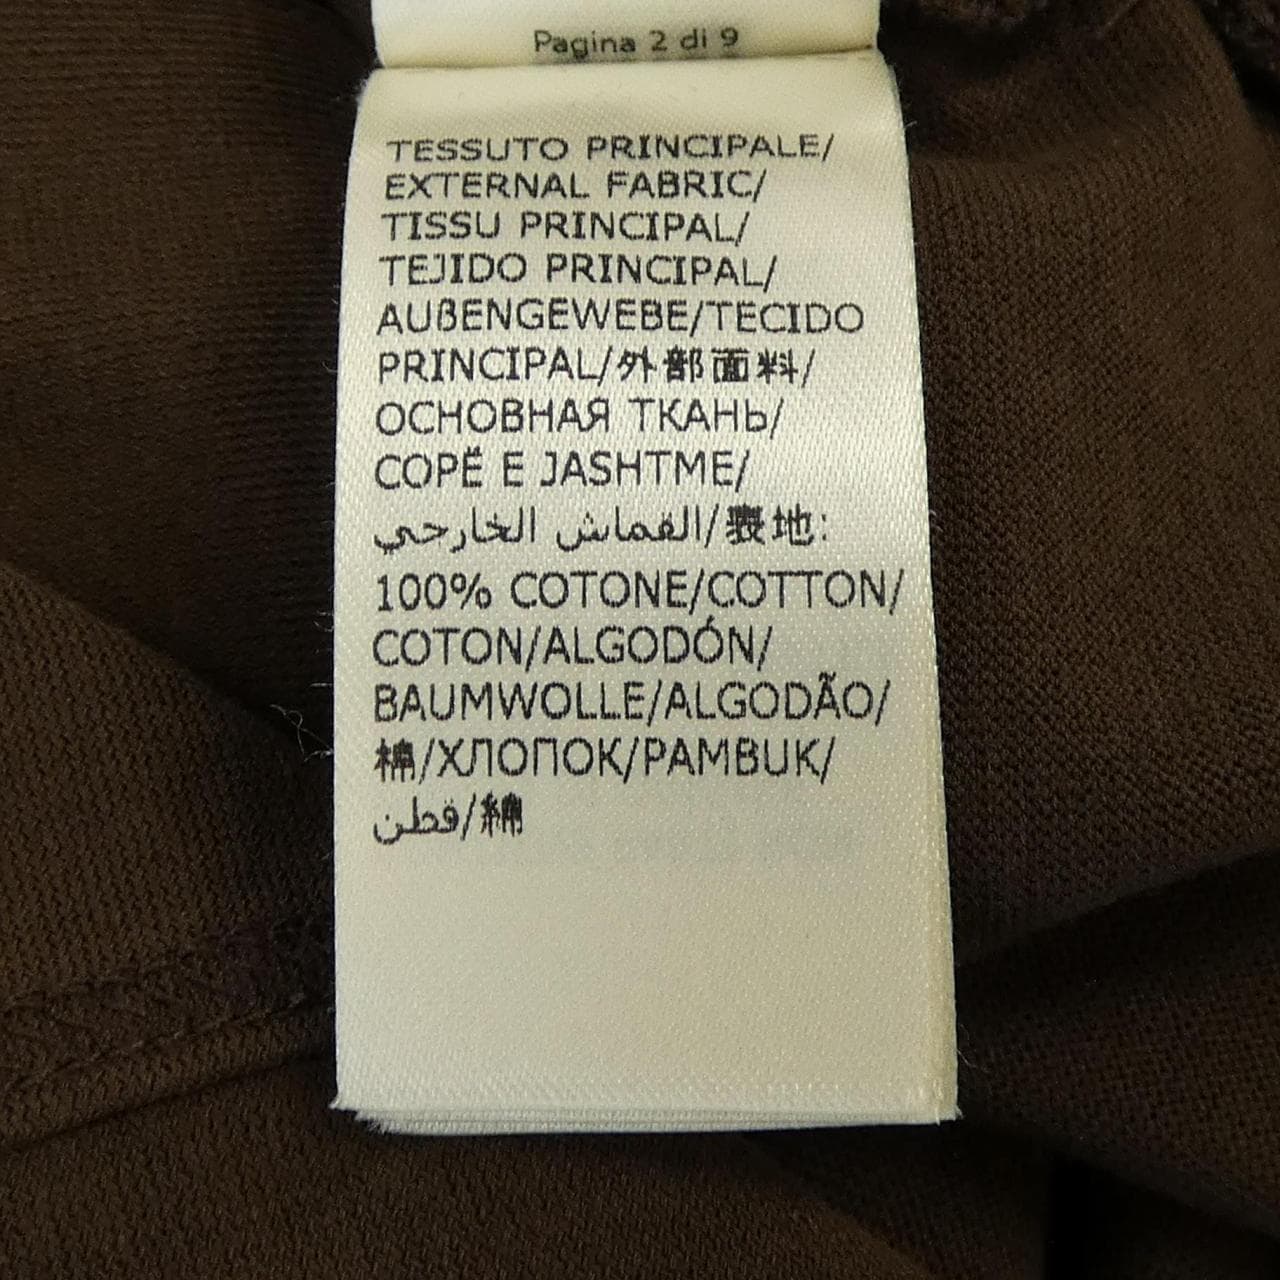 Pagina 2 di 9
TESSUTO PRINCIPALE/
EXTERNAL FABRIC/
TISSU PRINCIPAL/
TEJIDO PRINCIPAL/
AUßENGEWEBE/TECIDO
PRINCIPAL/外部面料/
ОСНОВНАЯ ТКАНЬ/
COPË E JASHTME/
القماش الخارجي/表地:
100% COTONE/COTTON/
COTON/ALGODÓN/
BAUMWOLLE/ALGODÃO/
棉/ХЛОПОК/PAMBUK/
قطن/綿